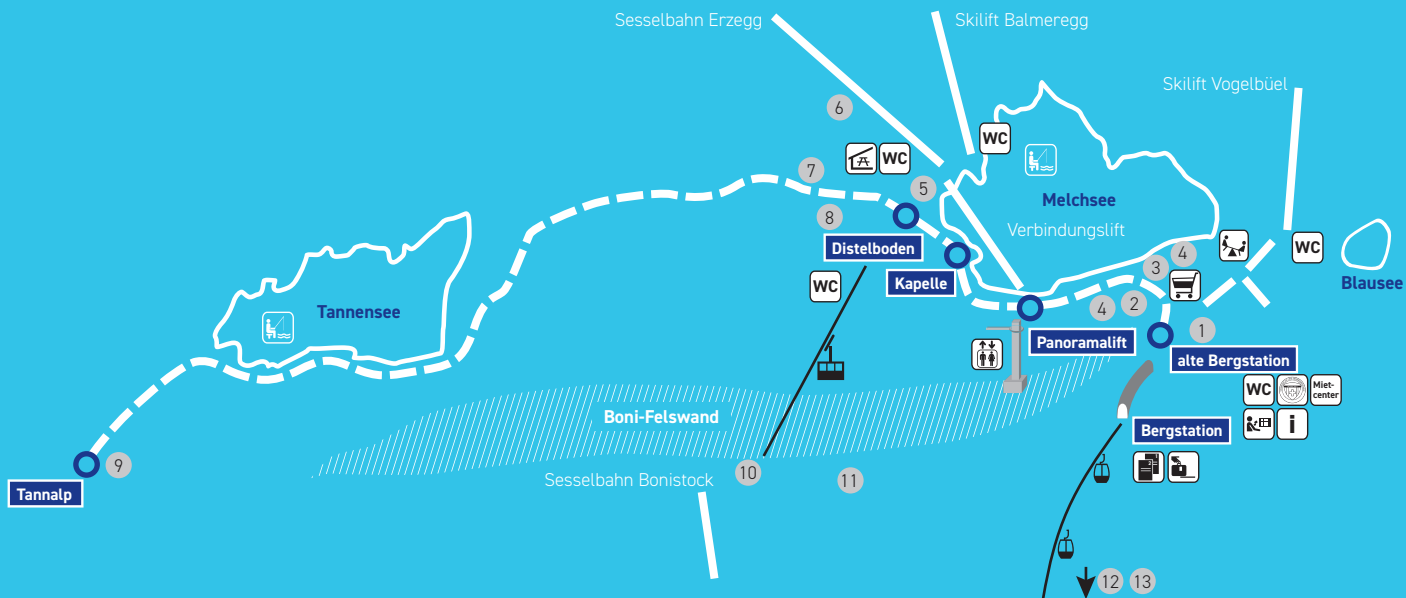 Sesselbahn Erzegg
Skilift Balmeregg
Skilift Vogelbüel
6
WC
WC
7
5
8
Melchsee
Verbindungslift
Distelboden
Kapelle
WC
4
3
WC
Blausee
Tannensee
4
2
1
Panoramalift
alte Bergstation
WC
Miet-
center
i
Boni-Felswand
Bergstation
Tannalp
9
Sesselbahn Bonistock
10
11
12
13